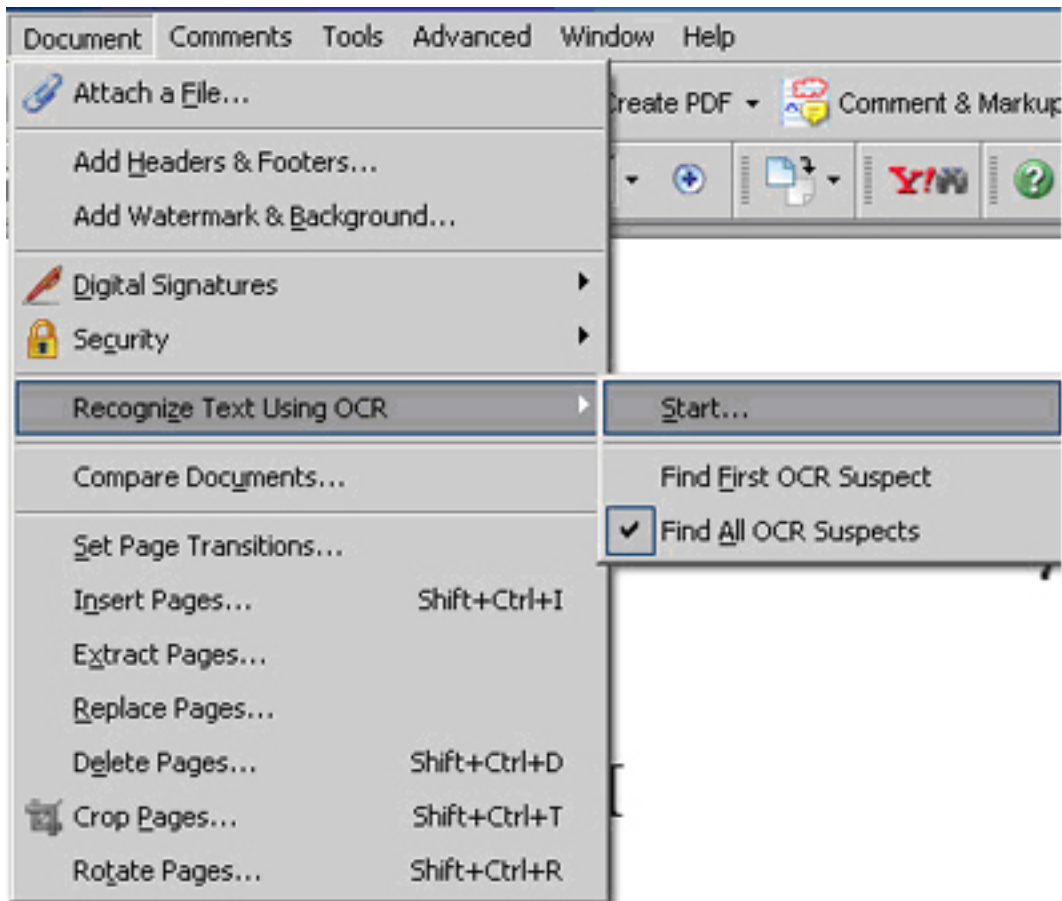 Document Comments Tools Advanced Window Help
Attach a File...
Create PDF Comment & Markup
Add Headers & Footers...
Y!
Add Watermark & Background...
Digital Signatures
Security
Recognize Text Using OCR
Start...
Compare Documents...
Find First OCR Suspect
Find All OCR Suspects
Set Page Transitions...
Insert Pages... Shift+Ctrl+I
Extract Pages...
Replace Pages...
Delete Pages... Shift+Ctrl+D
Crop Pages... Shift+Ctrl+T
Rotate Pages... Shift+Ctrl+R